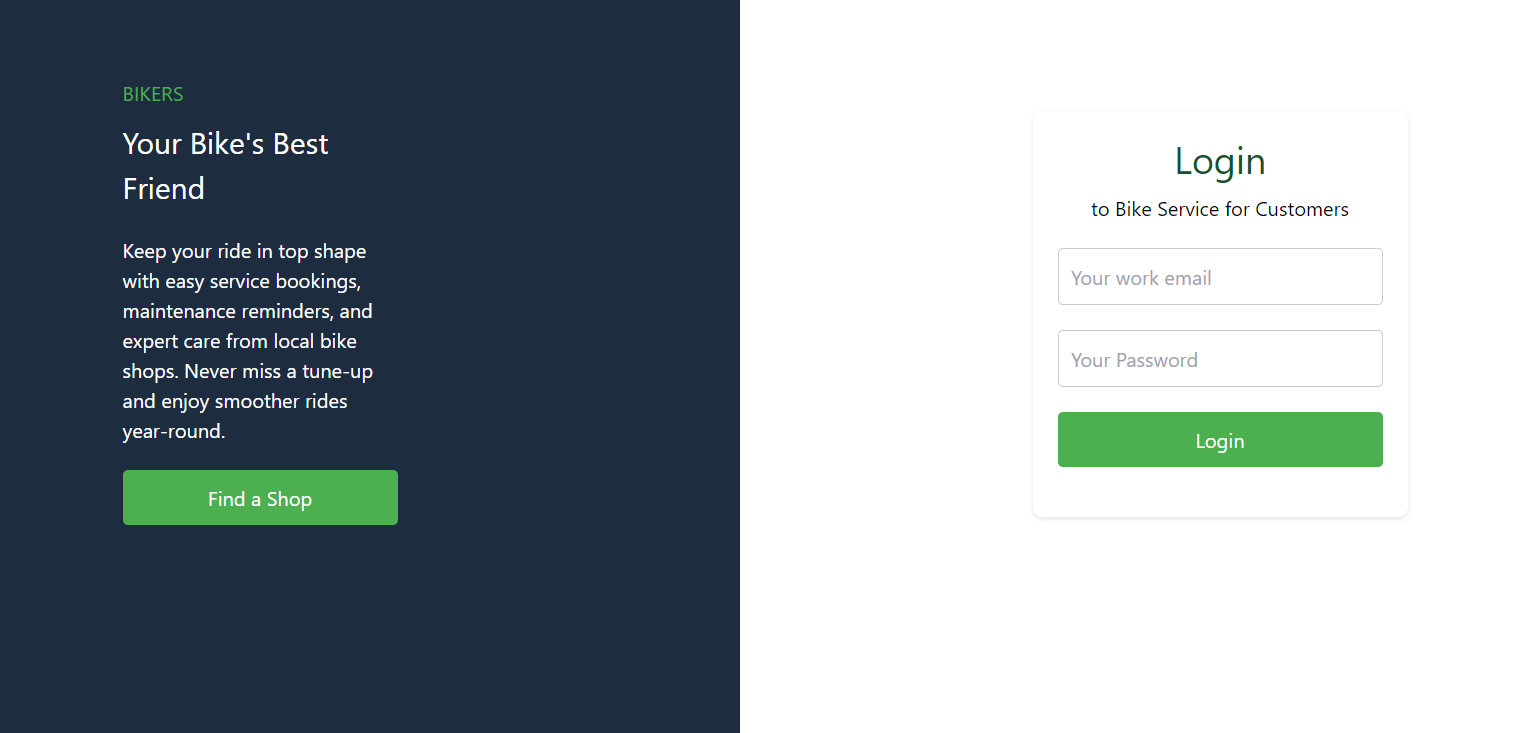 BIKERS
Your Bike's Best
Friend
Keep your ride in top shape
with easy service bookings,
maintenance reminders, and
expert care from local bike
shops. Never miss a tune-up
and enjoy smoother rides
year-round.
Find a Shop
Login
to Bike Service for Customers
Your work email
Your Password
Login